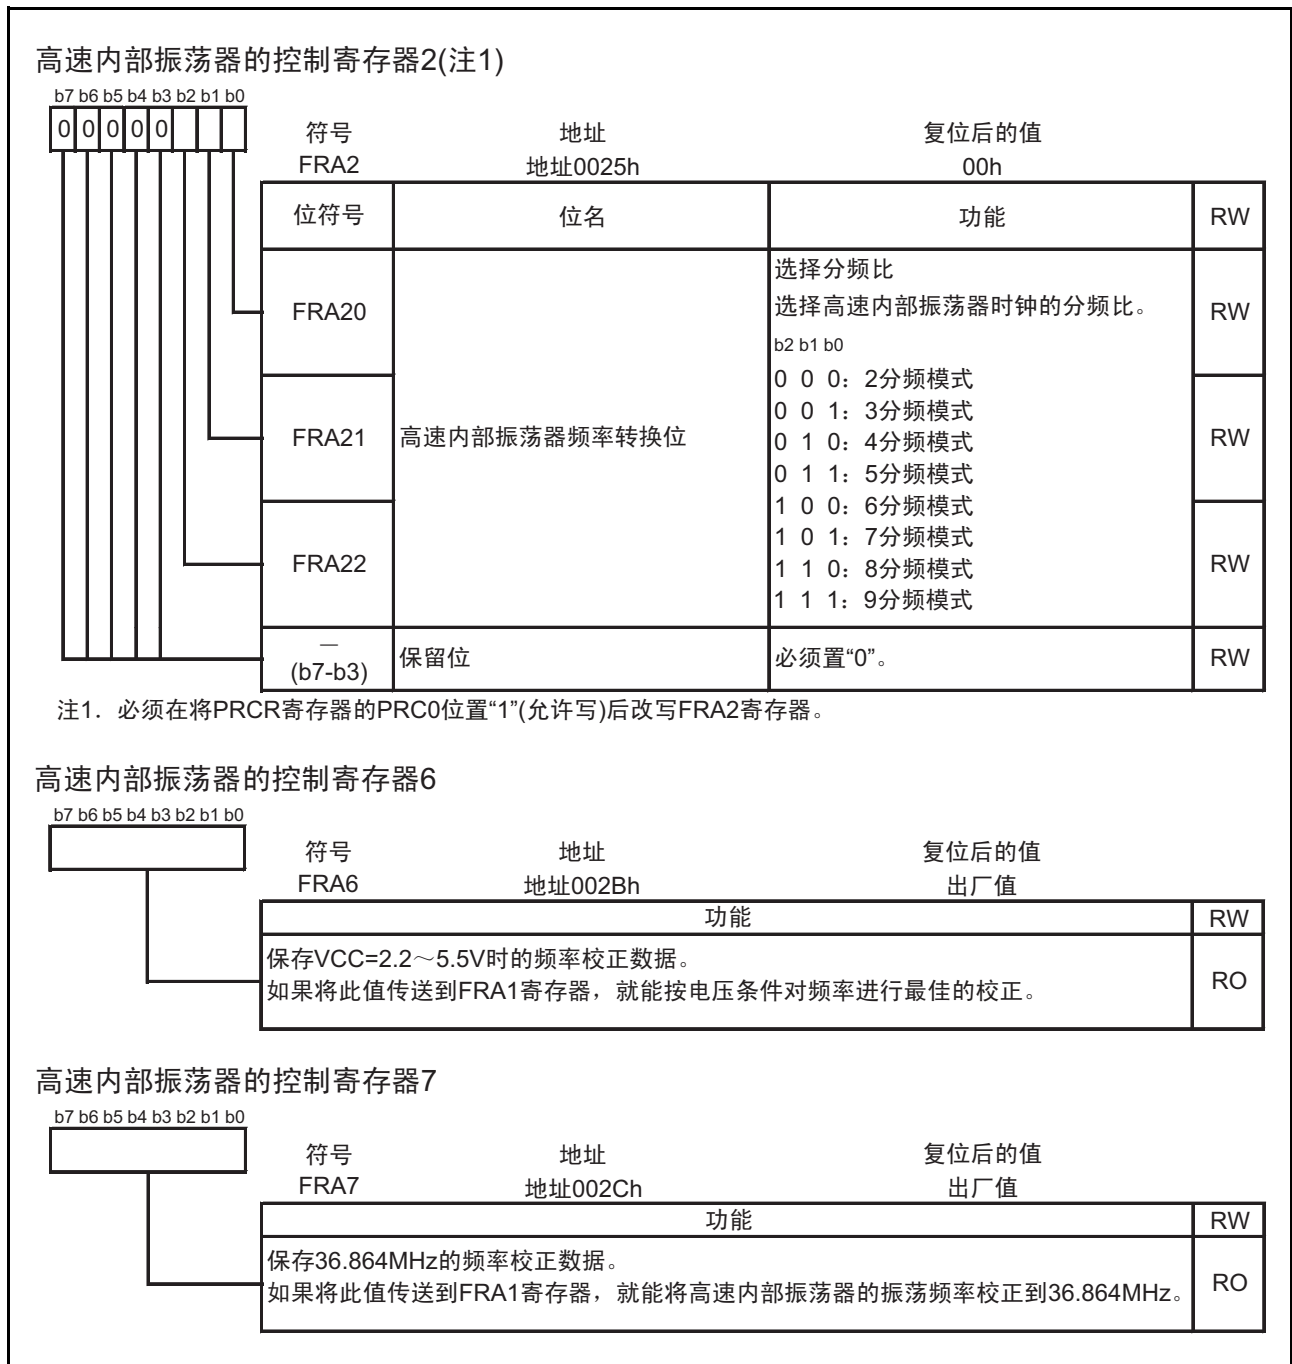 高速内部振荡器的控制寄存器2(注1)
b7 b6 b5 b4 b3 b2 b1 b0
0 0 0 0 0
符号 地址 复位后的值
FRA2 地址0025h 00h
位符号 位名 功能 RW
FRA20 高速内部振荡器频率转换位 选择分频比 RW
选择高速内部振荡器时钟的分频比。
b2 b1 b0
0 0 0：2分频模式
0 0 1：3分频模式
FRA21 RW
0 1 0：4分频模式
0 1 1：5分频模式
1 0 0：6分频模式
1 0 1：7分频模式
FRA22 RW
1 1 0：8分频模式
1 1 1：9分频模式
— (b7-b3) 保留位 必须置“0”。 RW
注1．必须在将PRCR寄存器的PRC0位置“1”(允许写)后改写FRA2寄存器。
高速内部振荡器的控制寄存器6
b7 b6 b5 b4 b3 b2 b1 b0
符号 地址 复位后的值
FRA6 地址002Bh 出厂值
功能 RW
保存VCC=2.2～5.5V时的频率校正数据。
如果将此值传送到FRA1寄存器，就能按电压条件对频率进行最佳的校正。 RO
高速内部振荡器的控制寄存器7
b7 b6 b5 b4 b3 b2 b1 b0
符号 地址 复位后的值
FRA7 地址002Ch 出厂值
功能 RW
保存36.864MHz的频率校正数据。
如果将此值传送到FRA1寄存器，就能将高速内部振荡器的振荡频率校正到36.864MHz。 RO